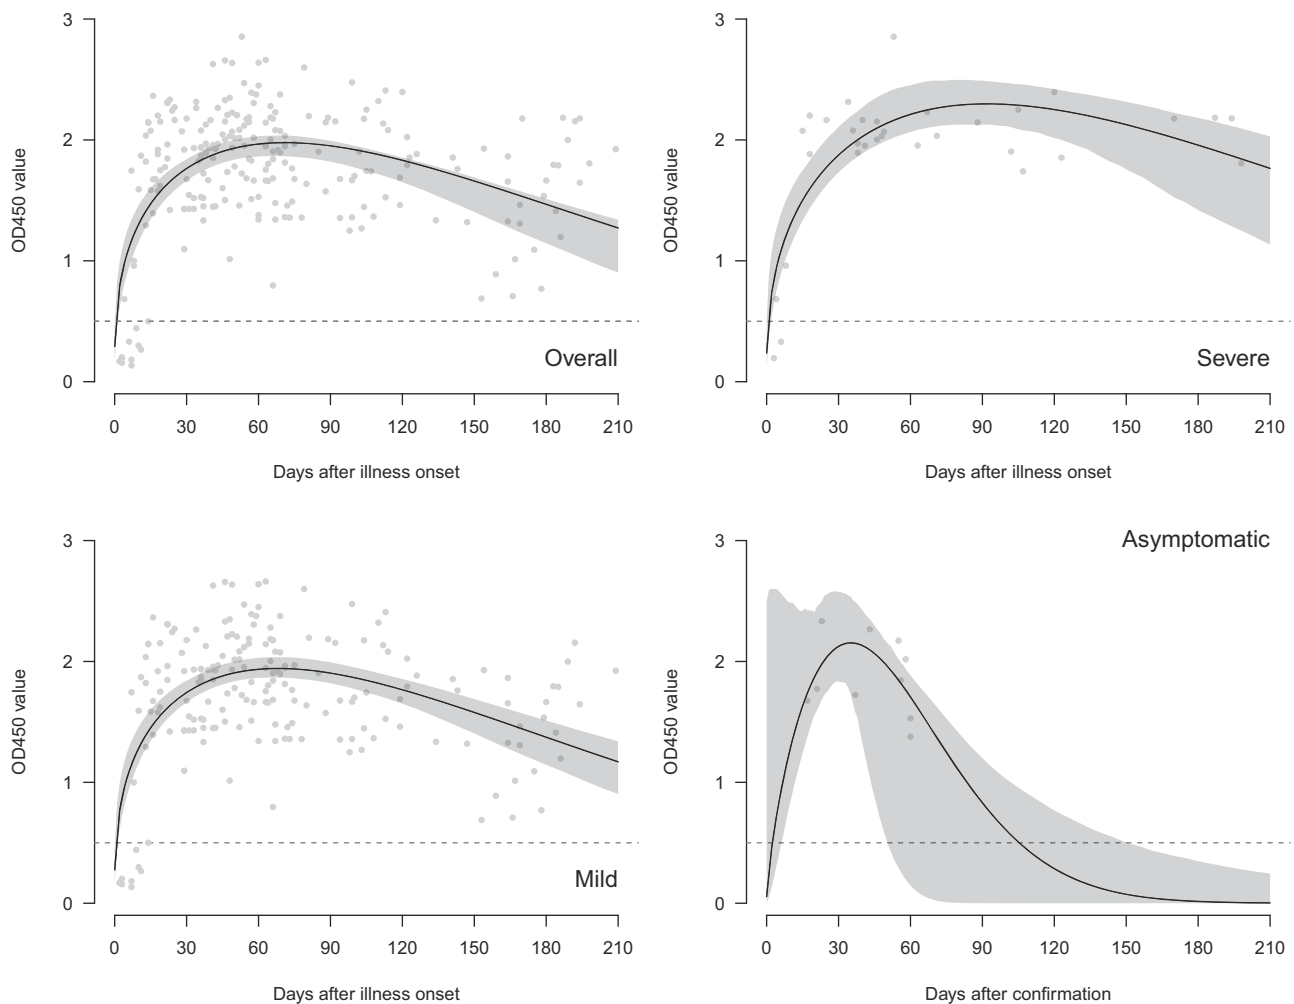 3
2
1
0
OD450 value
Overall
0 30 60 90 120 150 180 210
Days after illness onset
3
2
1
0
OD450 value
Severe
0 30 60 90 120 150 180 210
Days after illness onset
3
2
1
0
OD450 value
Mild
0 30 60 90 120 150 180 210
Days after illness onset
Asymptomatic
3
2
1
0
OD450 value
0 30 60 90 120 150 180 210
Days after confirmation